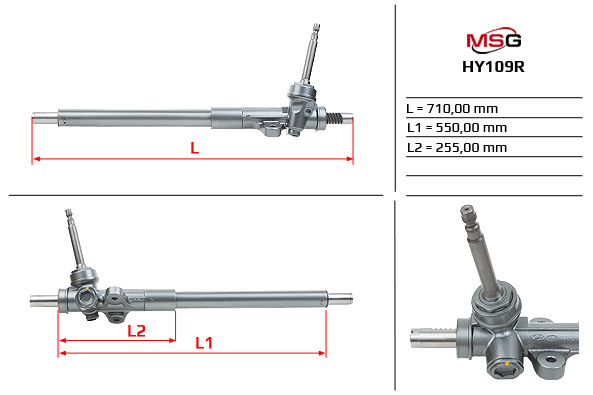 MSG
HY109R
L = 710,00 mm
L1 = 550,00 mm
L2 = 255,00 mm
L
L2
L1